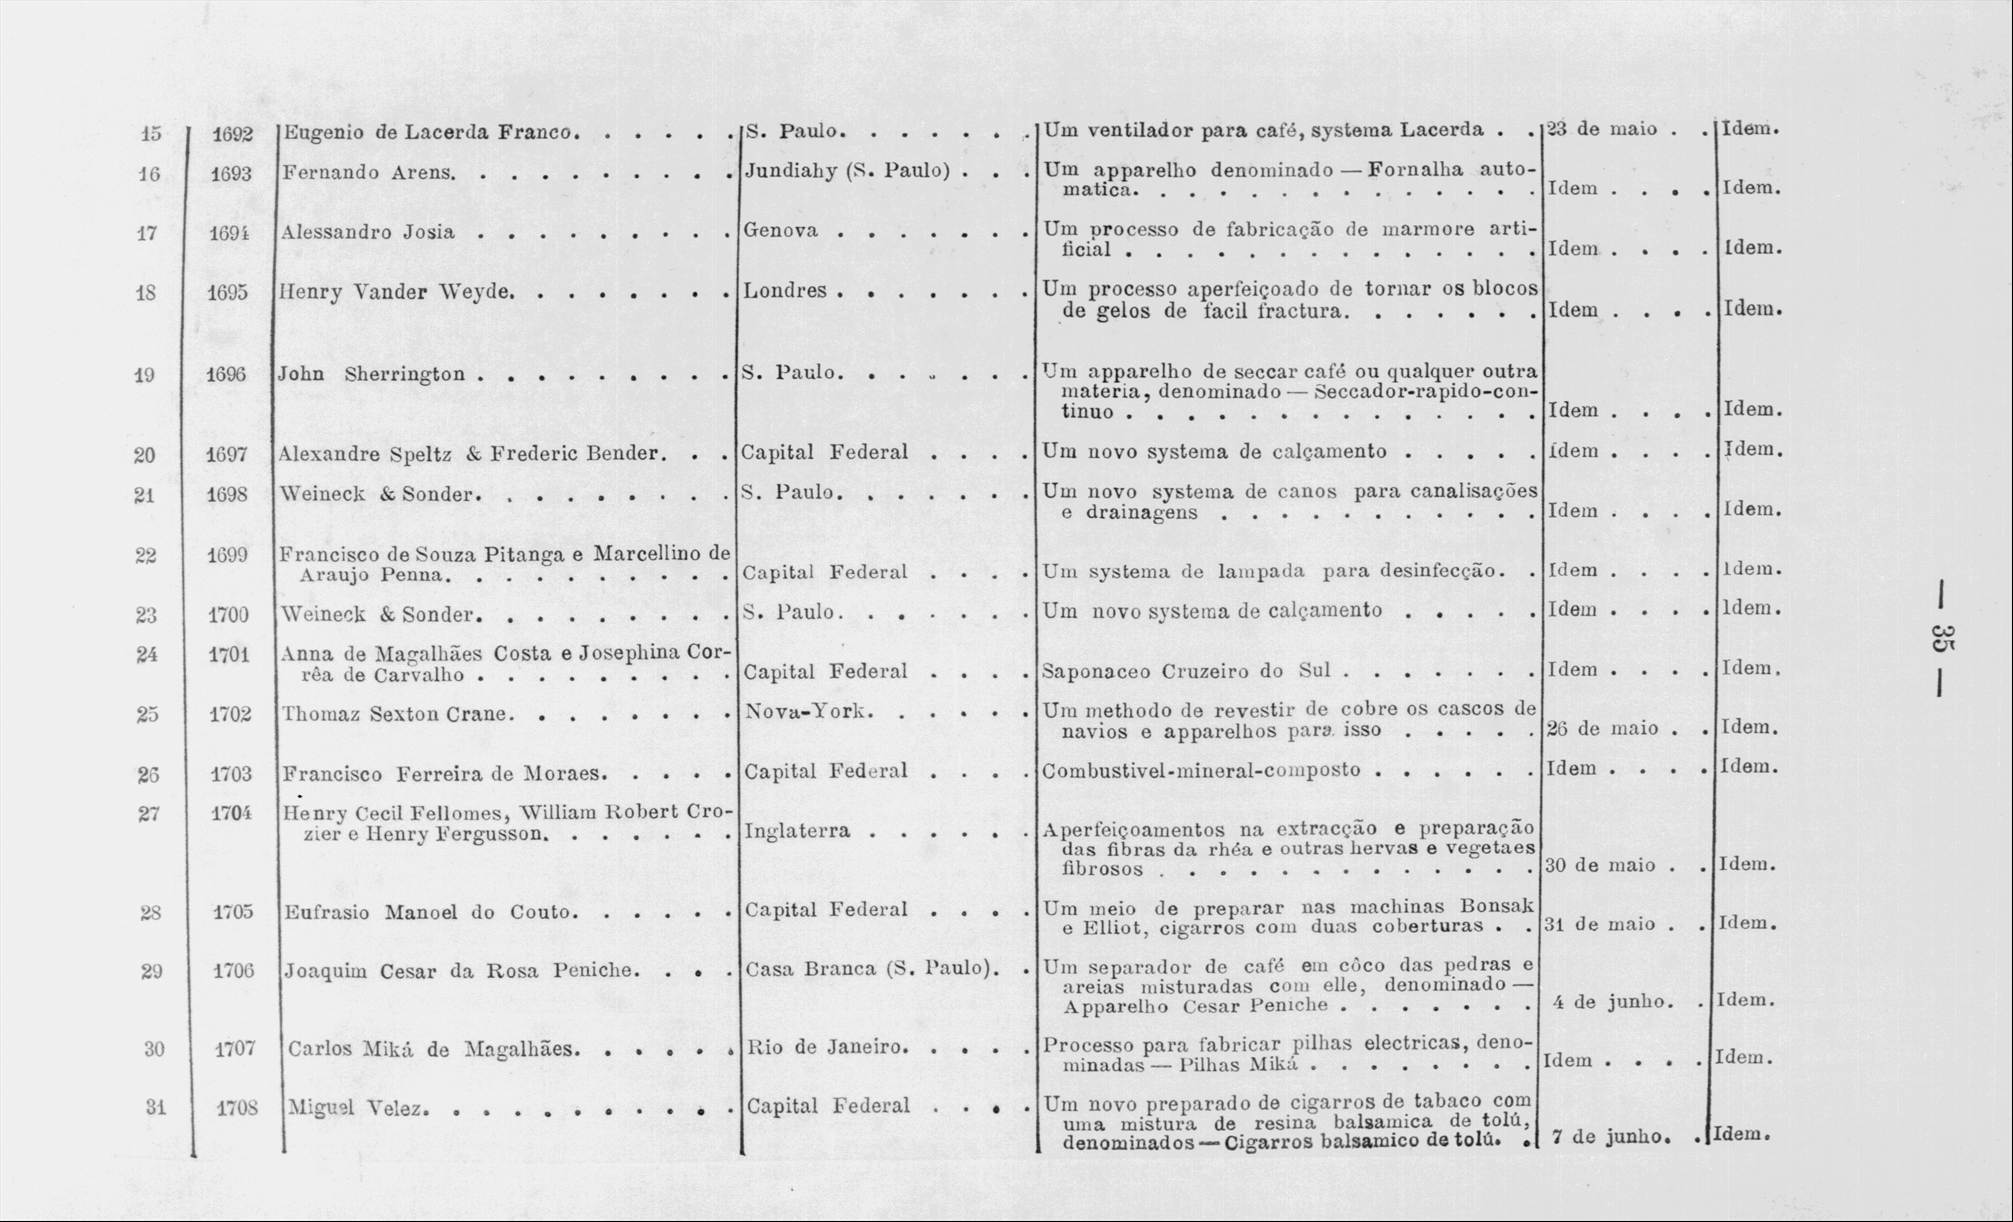 15 1692 Eugenio de Lacerda Franco. . . . . . S. Paulo. . . . . . . Um ventilador para café, systema Lacerda . . 23 de maio . . Idem.
16 1693 Fernando Arens. . . . . . . . . . Jundiahy (S. Paulo) . . . Um apparelho denominado — Fornalha auto-
matica. . . . . . . . . . . . . . Idem . . . . Idem.
17 1694 Alessandro Josia . . . . . . . . . Genova . . . . . . . Um processo de fabricação de marmore arti-
ficial . . . . . . . . . . . . . . Idem . . . . Idem.
18 1695 Henry Vander Weyde. . . . . . . . Londres . . . . . . . Um processo aperfeiçoado de tornar os blocos
de gelos de facil fractura. . . . . . . Idem . . . . Idem.
19 1696 John Sherrington . . . . . . . . . S. Paulo. . . . . . . Um apparelho de seccar café ou qualquer outra
materia, denominado — Seccador-rapido-con-
tinuo . . . . . . . . . . . . . . Idem . . . . Idem.
20 1697 Alexandre Speltz & Frederic Bender. . . Capital Federal . . . . Um novo systema de calçamento . . . . . Idem . . . . Idem.
21 1698 Weineck & Sonder. . . . . . . . . S. Paulo. . . . . . . Um novo systema de canos para canalisações
e drainagens . . . . . . . . . . . Idem . . . . Idem.
22 1699 Francisco de Souza Pitanga e Marcellino de
Araujo Penna. . . . . . . . . . Capital Federal . . . . Um systema de lampada para desinfecção. . Idem . . . . Idem.
23 1700 Weineck & Sonder. . . . . . . . . S. Paulo. . . . . . . Um novo systema de calçamento . . . . . Idem . . . . Idem.
24 1701 Anna de Magalhães Costa e Josephina Cor-
rêa de Carvalho . . . . . . . . . Capital Federal . . . . Saponaceo Cruzeiro do Sul . . . . . . . Idem . . . . Idem.
25 1702 Thomaz Sexton Crane. . . . . . . . Nova-York. . . . . . Um methodo de revestir de cobre os cascos de
navios e apparelhos para isso . . . . . 26 de maio . . Idem.
26 1703 Francisco Ferreira de Moraes. . . . . Capital Federal . . . . Combustivel-mineral-composto . . . . . . Idem . . . . Idem.
27 1704 Henry Cecil Fellomes, William Robert Cro-
zier e Henry Fergusson. . . . . . . Inglaterra . . . . . . Aperfeiçoamentos na extracção e preparação
das fibras da rhéa e outras hervas e vegetaes
fibrosos . . . . . . . . . . . . . 30 de maio . . Idem.
28 1705 Eufrasio Manoel do Couto. . . . . . Capital Federal . . . . Um meio de preparar nas machinas Bonsak
e Elliot, cigarros com duas coberturas . . 31 de maio . . Idem.
29 1706 Joaquim Cesar da Rosa Peniche. . . . Casa Branca (S. Paulo). . Um separador de café em côco das pedras e
areias misturadas com elle, denominado —
Apparelho Cesar Peniche . . . . . . . 4 de junho. . Idem.
30 1707 Carlos Miká de Magalhães. . . . . . Rio de Janeiro. . . . . Processo para fabricar pilhas electricas, deno-
minadas — Pilhas Miká . . . . . . . . Idem . . . . Idem.
31 1708 Miguel Velez. . . . . . . . . . . Capital Federal . . . . Um novo preparado de cigarros de tabaco com
uma mistura de resina balsamica de tolú,
denominados — Cigarros balsamico de tolú. . 7 de junho. . Idem.
— 35 —